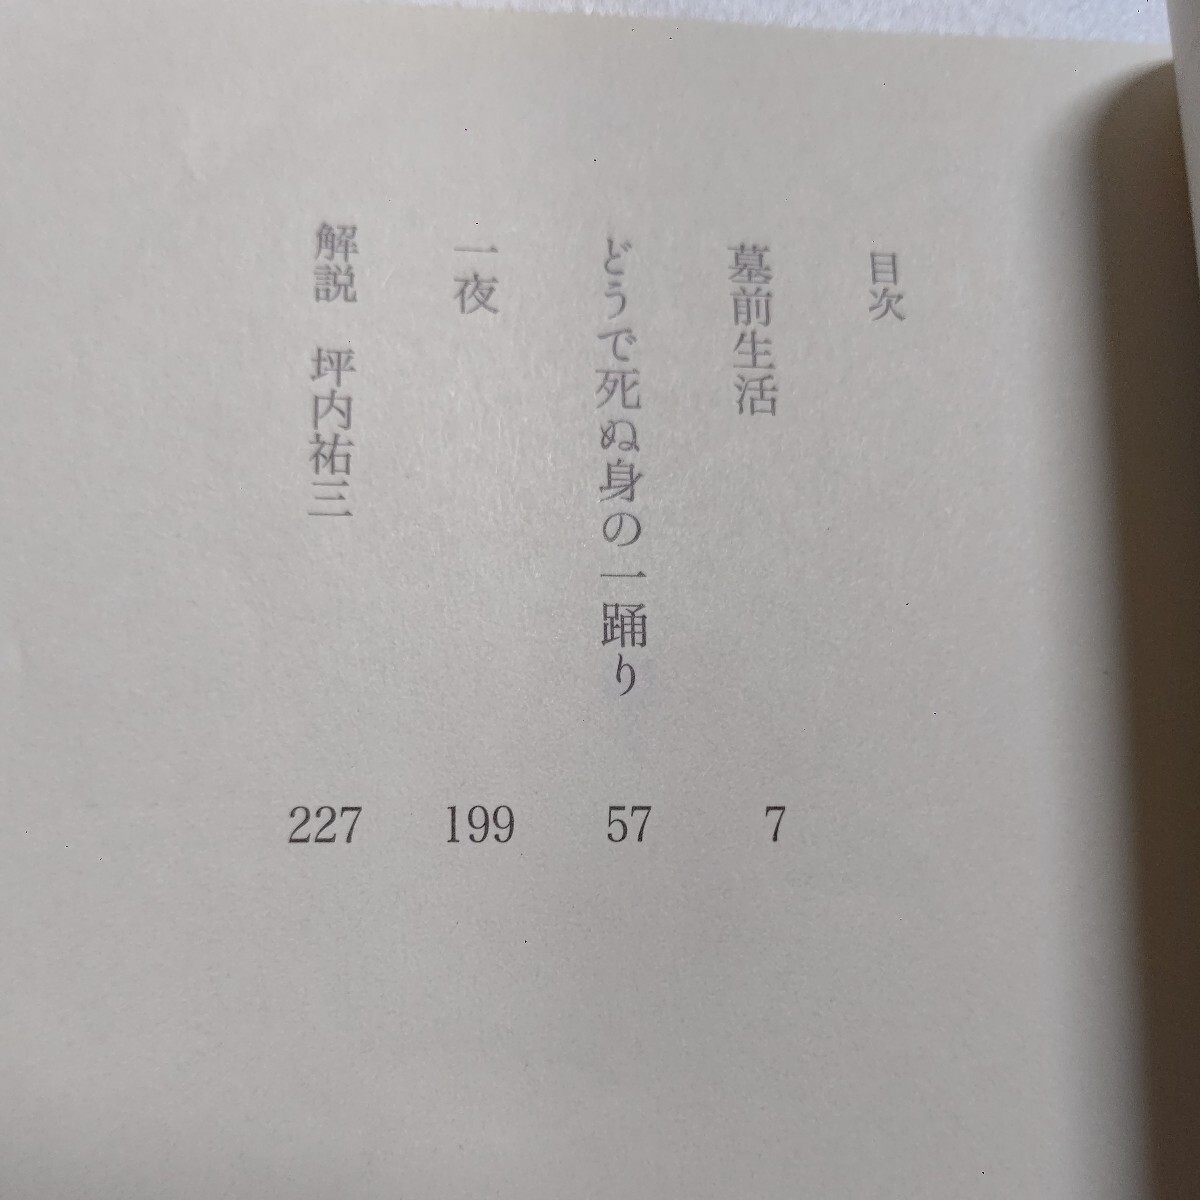 目次
墓前生活 7
どうで死ぬ身の一踊り 57
一夜 199
解説 坪内祐三 227